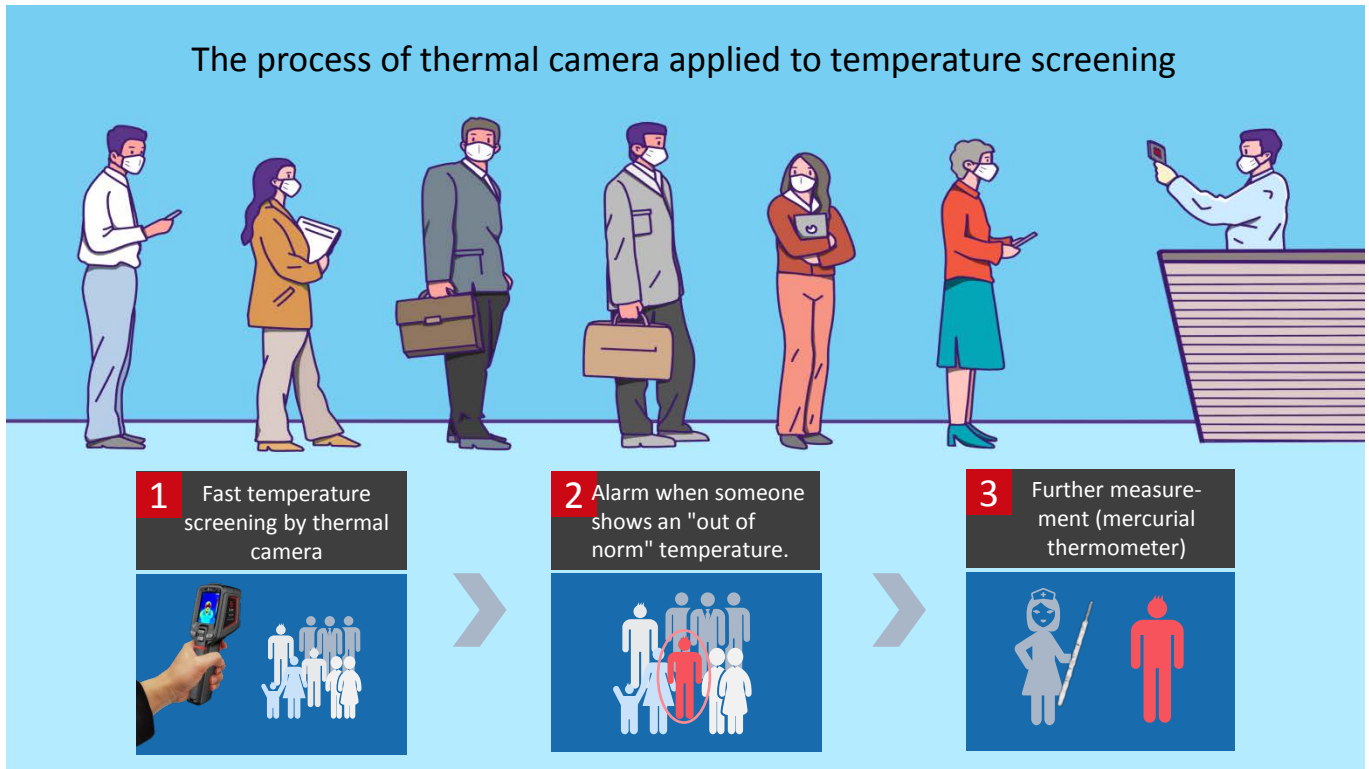 The process of thermal camera applied to temperature screening
1
Fast temperature
screening by thermal
camera
2
Alarm when someone
shows an "out of
norm" temperature.
3
Further measure-
ment (mercurial
thermometer)